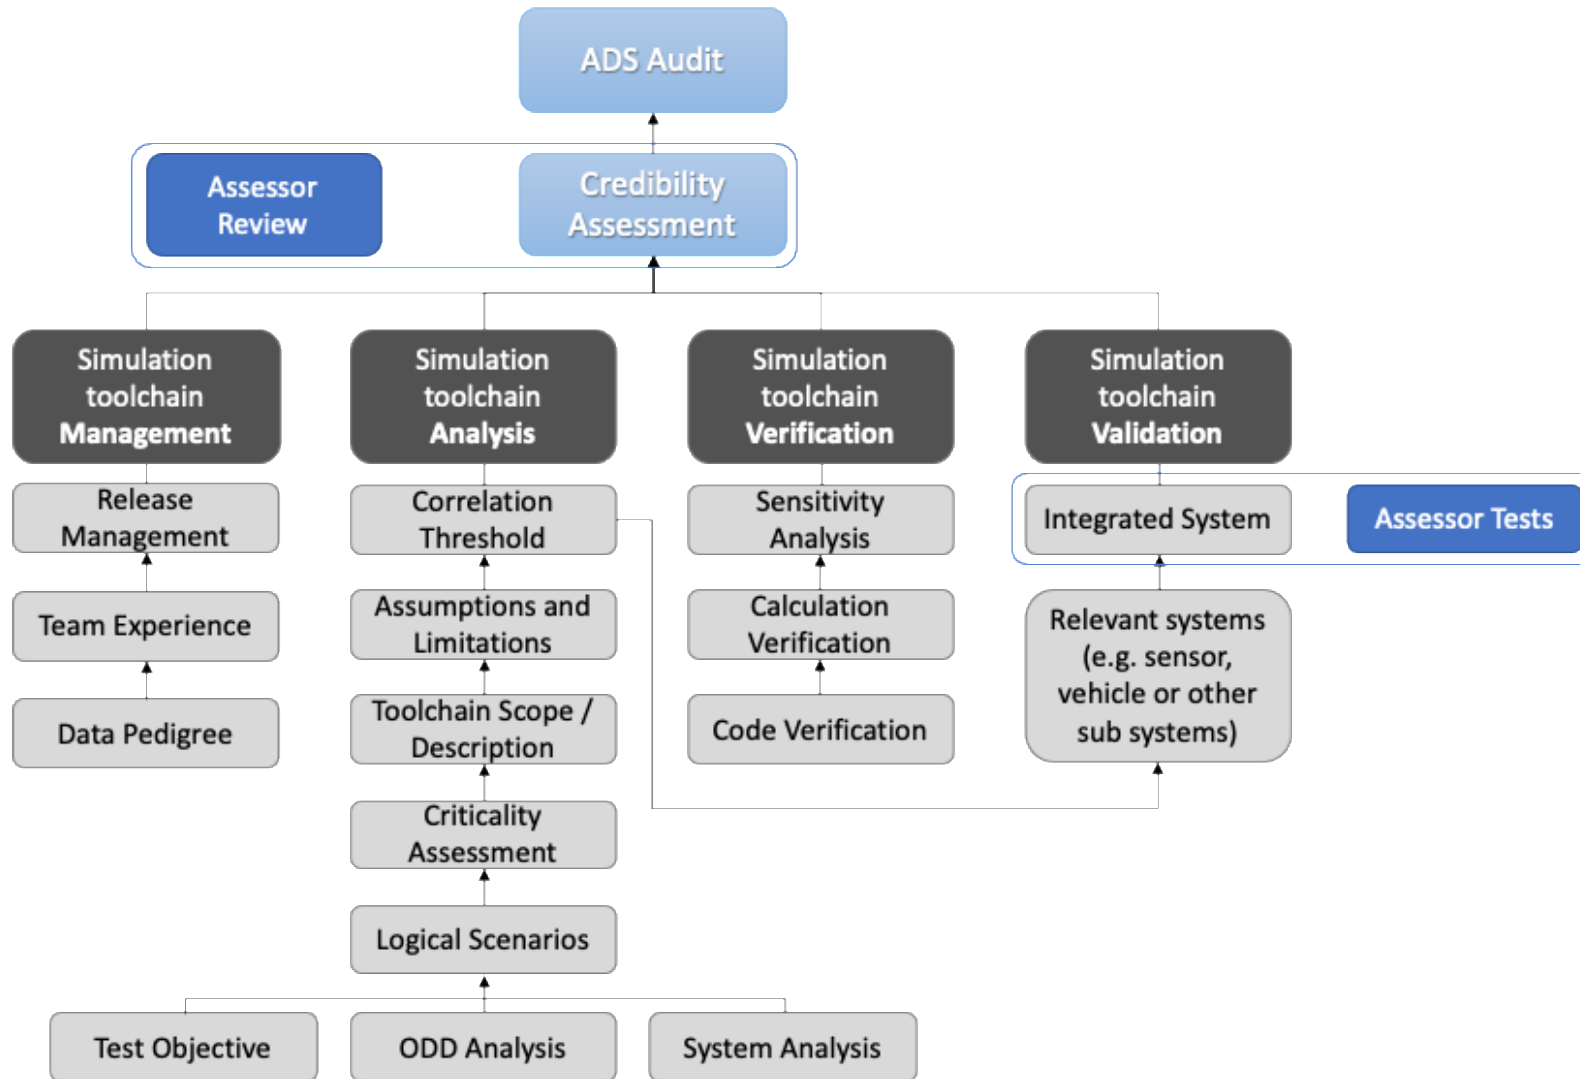 ADS Audit
Assessor
Review
Credibility
Assessment
Simulation
toolchain
Management
Simulation
toolchain
Analysis
Simulation
toolchain
Verification
Simulation
toolchain
Validation
Release
Management
Correlation
Threshold
Sensitivity
Analysis
Integrated System
Assessor Tests
Team Experience
Assumptions and
Limitations
Calculation
Verification
Relevant systems
(e.g. sensor,
vehicle or other
sub systems)
Data Pedigree
Toolchain Scope /
Description
Code Verification
Criticality
Assessment
Logical Scenarios
Test Objective
ODD Analysis
System Analysis